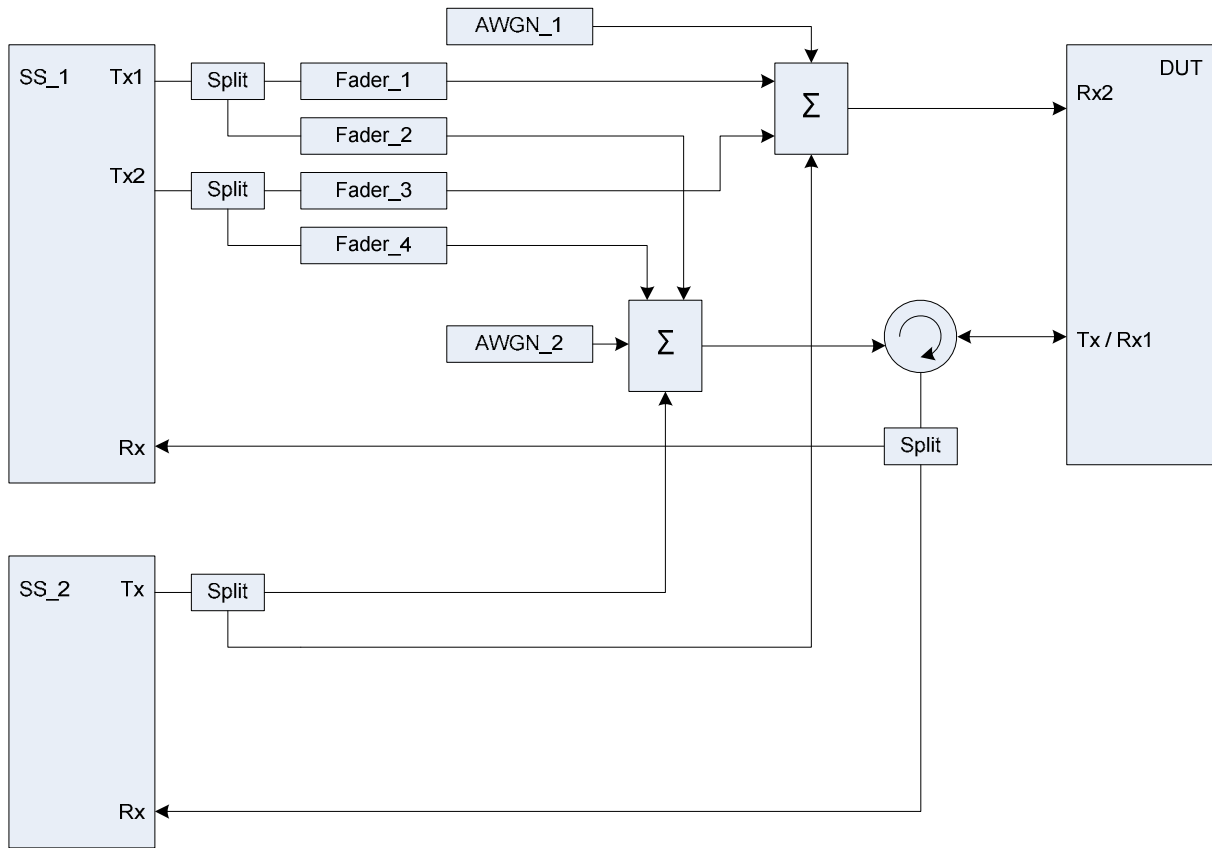 AWGN_1
SS_1
Tx1
Split
Fader_1
Σ
DUT
Rx2
Fader_2
Tx2
Split
Fader_3
Fader_4
AWGN_2
Σ
Tx / Rx1
Rx
Split
SS_2
Tx
Split
Rx